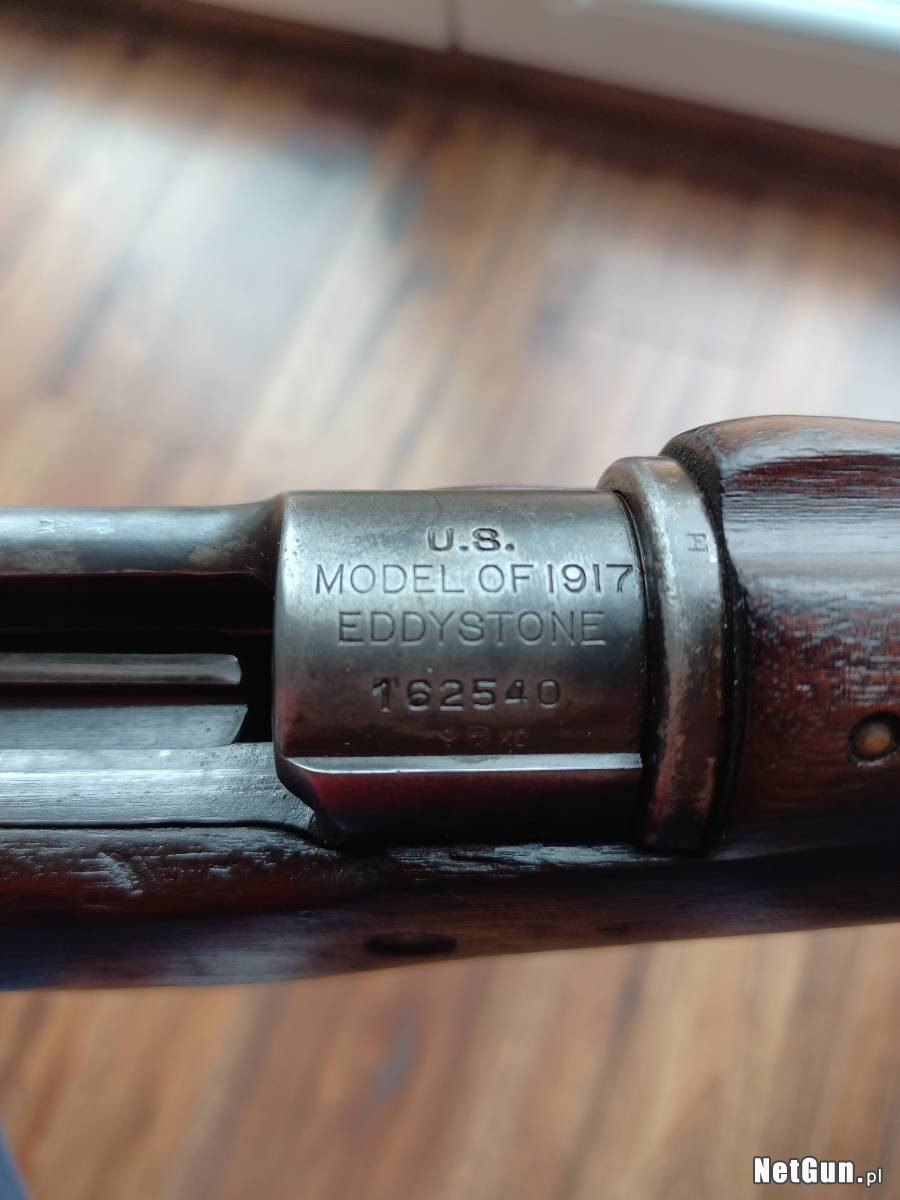 U.S.
MODEL OF 1917
EDDYSTONE
162540
E
NetGun.pl